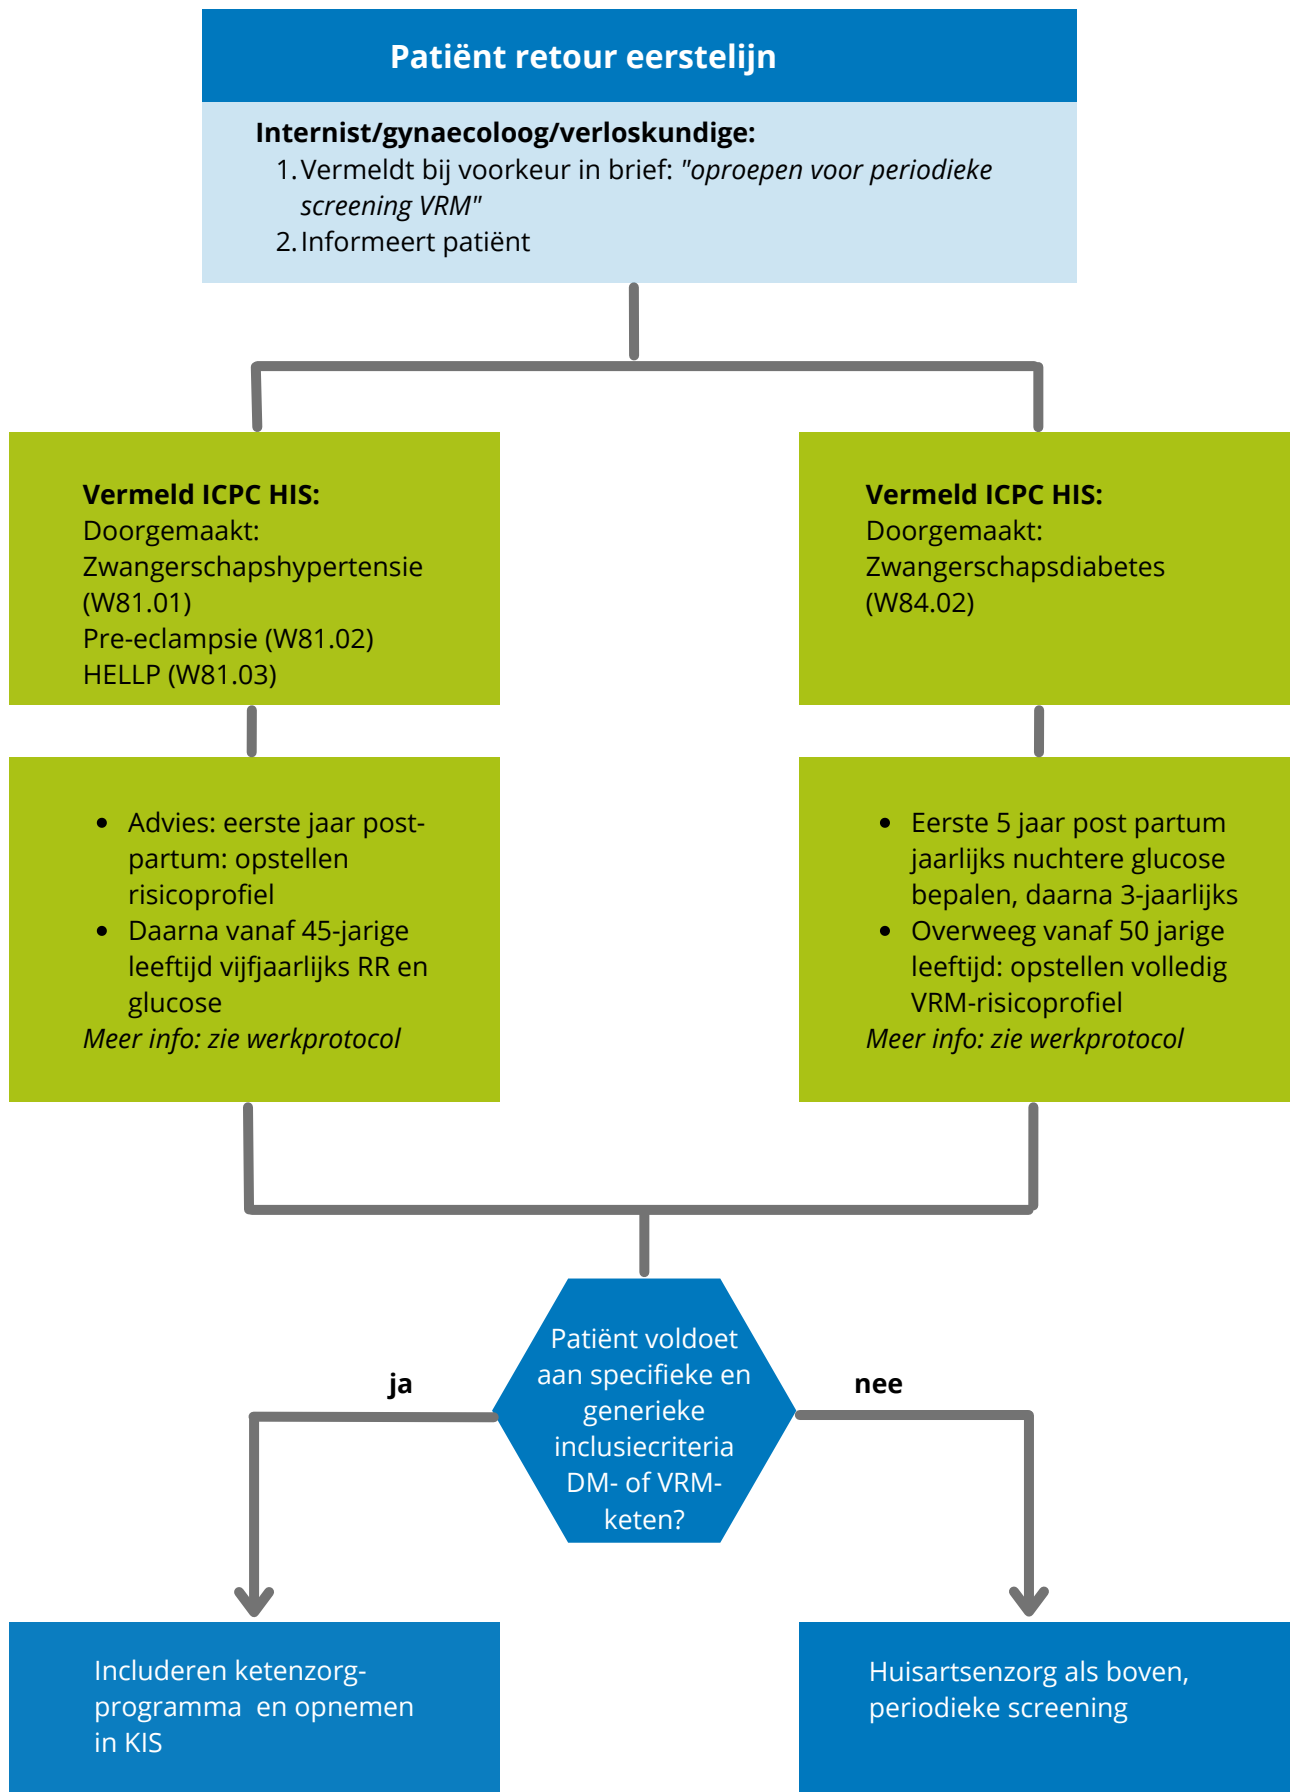 Patiënt retour eerstelijn
Internist/gynaecoloog/verloskundige:
1. Vermeldt bij voorkeur in brief: "oproepen voor periodieke
screening VRM"
2. Informeert patiënt
Vermeld ICPC HIS:
Doorgemaakt:
Zwangerschapshypertensie
(W81.01)
Pre-eclampsie (W81.02)
HELLP (W81.03)
Vermeld ICPC HIS:
Doorgemaakt:
Zwangerschapsdiabetes
(W84.02)
• Advies: eerste jaar post-
partum: opstellen
risicoprofiel
• Daarna vanaf 45-jarige
leeftijd vijfjaarlijks RR en
glucose
Meer info: zie werkprotocol
• Eerste 5 jaar post partum
jaarlijks nuchtere glucose
bepalen, daarna 3-jaarlijks
• Overweeg vanaf 50 jarige
leeftijd: opstellen volledig
VRM-risicoprofiel
Meer info: zie werkprotocol
Patiënt voldoet
aan specifieke en
generieke
inclusiecriteria
DM- of VRM-
keten?
ja
nee
Includeren ketenzorg-
programma en opnemen
in KIS
Huisartsenzorg als boven,
periodieke screening